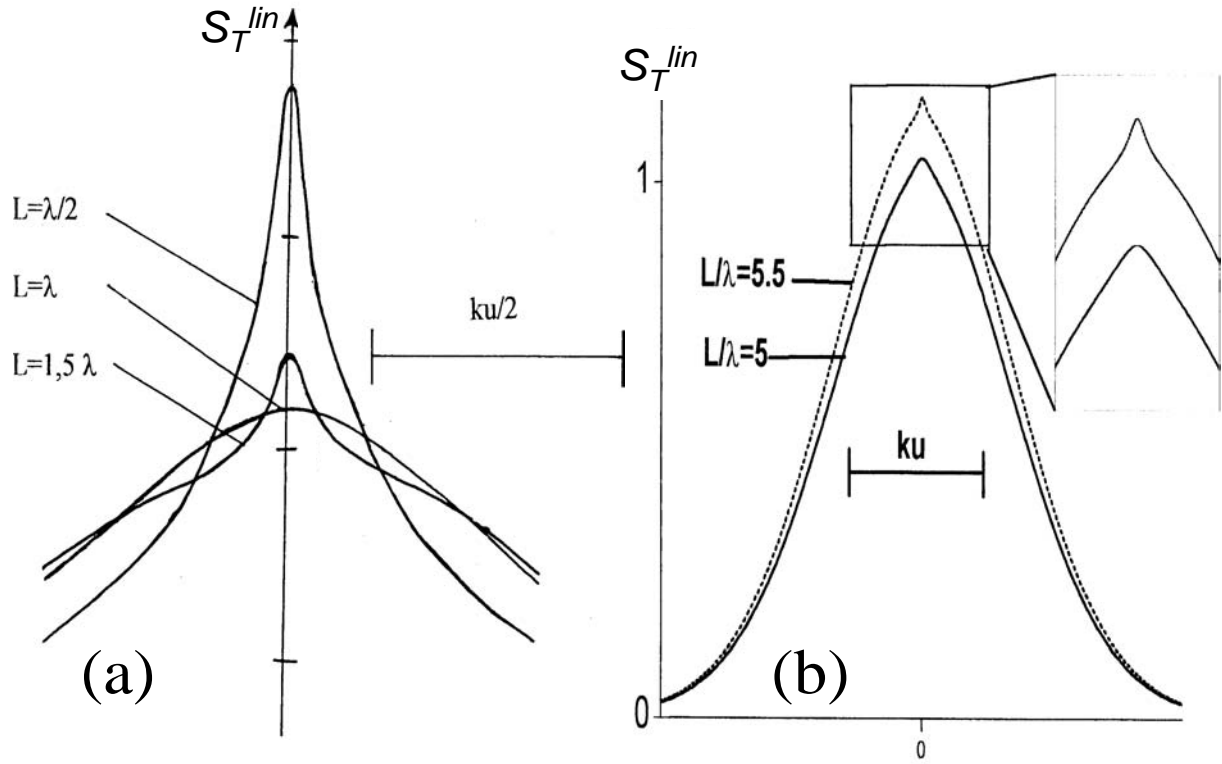 S_T^lin
L=λ/2
L=λ
L=1,5 λ
ku/2
(a)
S_T^lin
1
L/λ=5.5
L/λ=5
ku
(b)
0
0